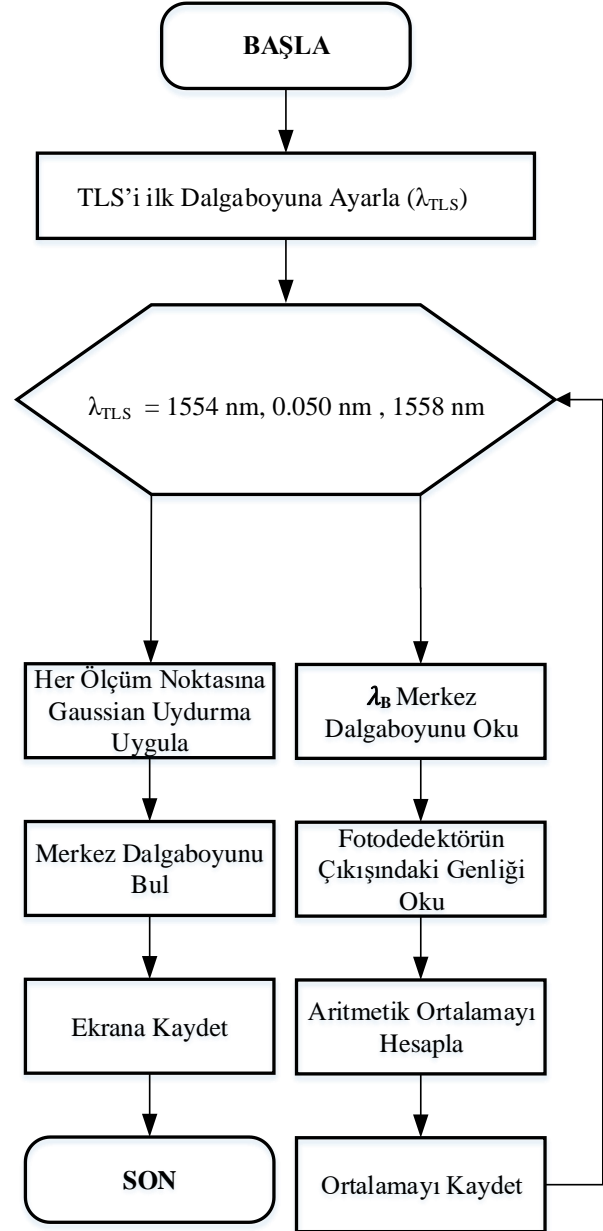 BAŞLA
TLS’i ilk Dalgaboyuna Ayarla (λTLS)
λTLS = 1554 nm, 0.050 nm , 1558 nm
Her Ölçüm Noktasına
Gaussian Uydurma
Uygula
Merkez Dalgaboyunu
Bul
Ekrana Kaydet
SON
λB Merkez
Dalgaboyunu Oku
Fotodedektörün
Çıkışındaki Genliği
Oku
Aritmetik Ortalamayı
Hesapla
Ortalamayı Kaydet